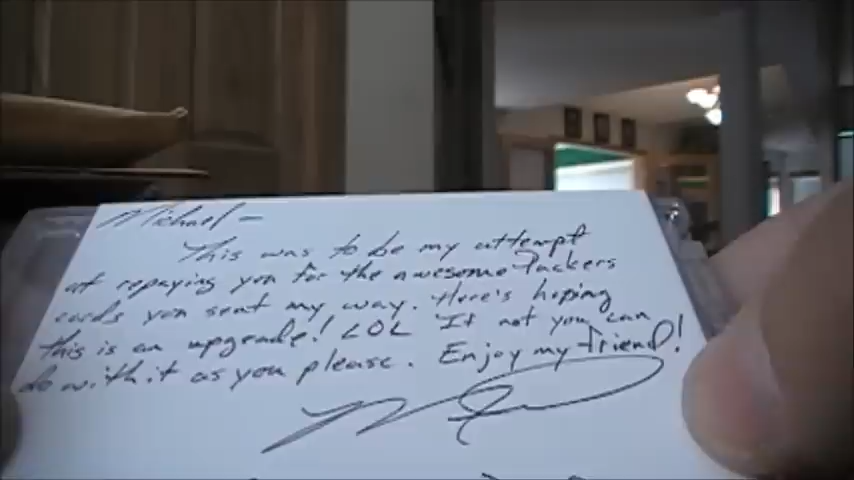 Michael -
This was to be my attempt
at repaying you for the awesome Packers
cards you sent my way. Here's hoping
this is an upgrade! LOL If not you can
do with it as you please. Enjoy my friend!